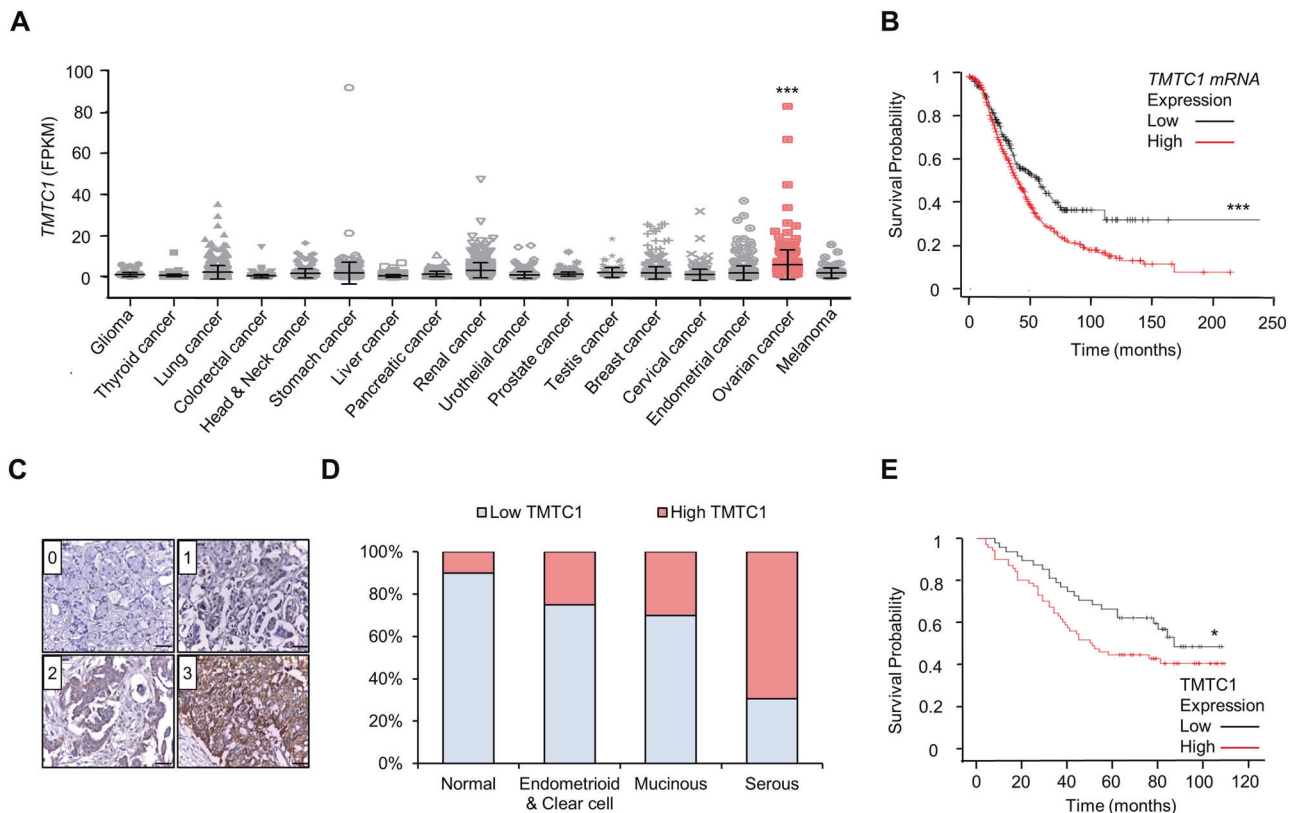 A
100
80
60
40
20
0
TMTC1 (FPKM)
***
Glioma
Thyroid cancer
Lung cancer
Colorectal cancer
Head & Neck cancer
Stomach cancer
Liver cancer
Pancreatic cancer
Renal cancer
Urothelial cancer
Prostate cancer
Testis cancer
Breast cancer
Cervical cancer
Endometrial cancer
Ovarian cancer
Melanoma
B
Survival Probability
1
0.8
0.6
0.4
0.2
0
TMTC1 mRNA
Expression
Low
High
***
0 50 100 150 200 250
Time (months)
C
0
1
2
3
D
Low TMTC1 High TMTC1
100%
80%
60%
40%
20%
0%
Normal
Endometrioid
& Clear cell
Mucinous
Serous
E
Survival Probability
1
0.8
0.6
0.4
0.2
0
*
TMTC1
Expression
Low
High
0 20 40 60 80 100 120
Time (months)